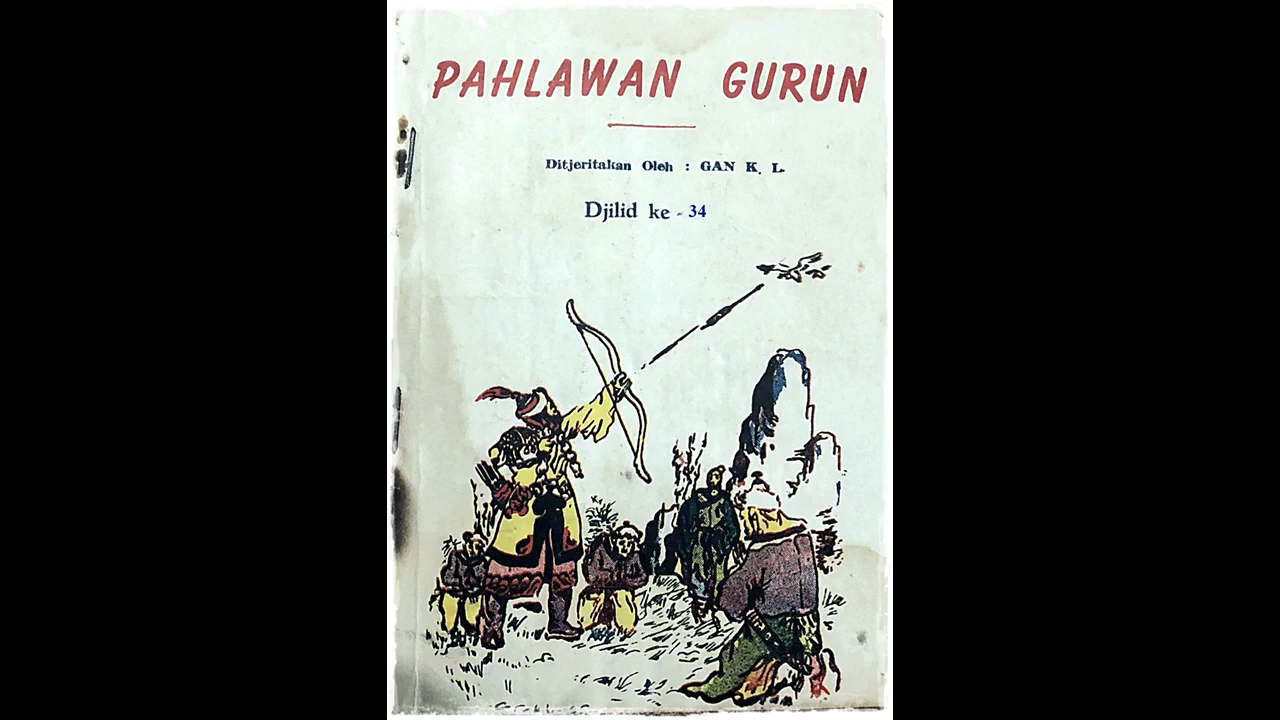 PAHLAWAN GURUN
Ditjeritakan Oleh : GAN K. L.
Djilid ke - 34